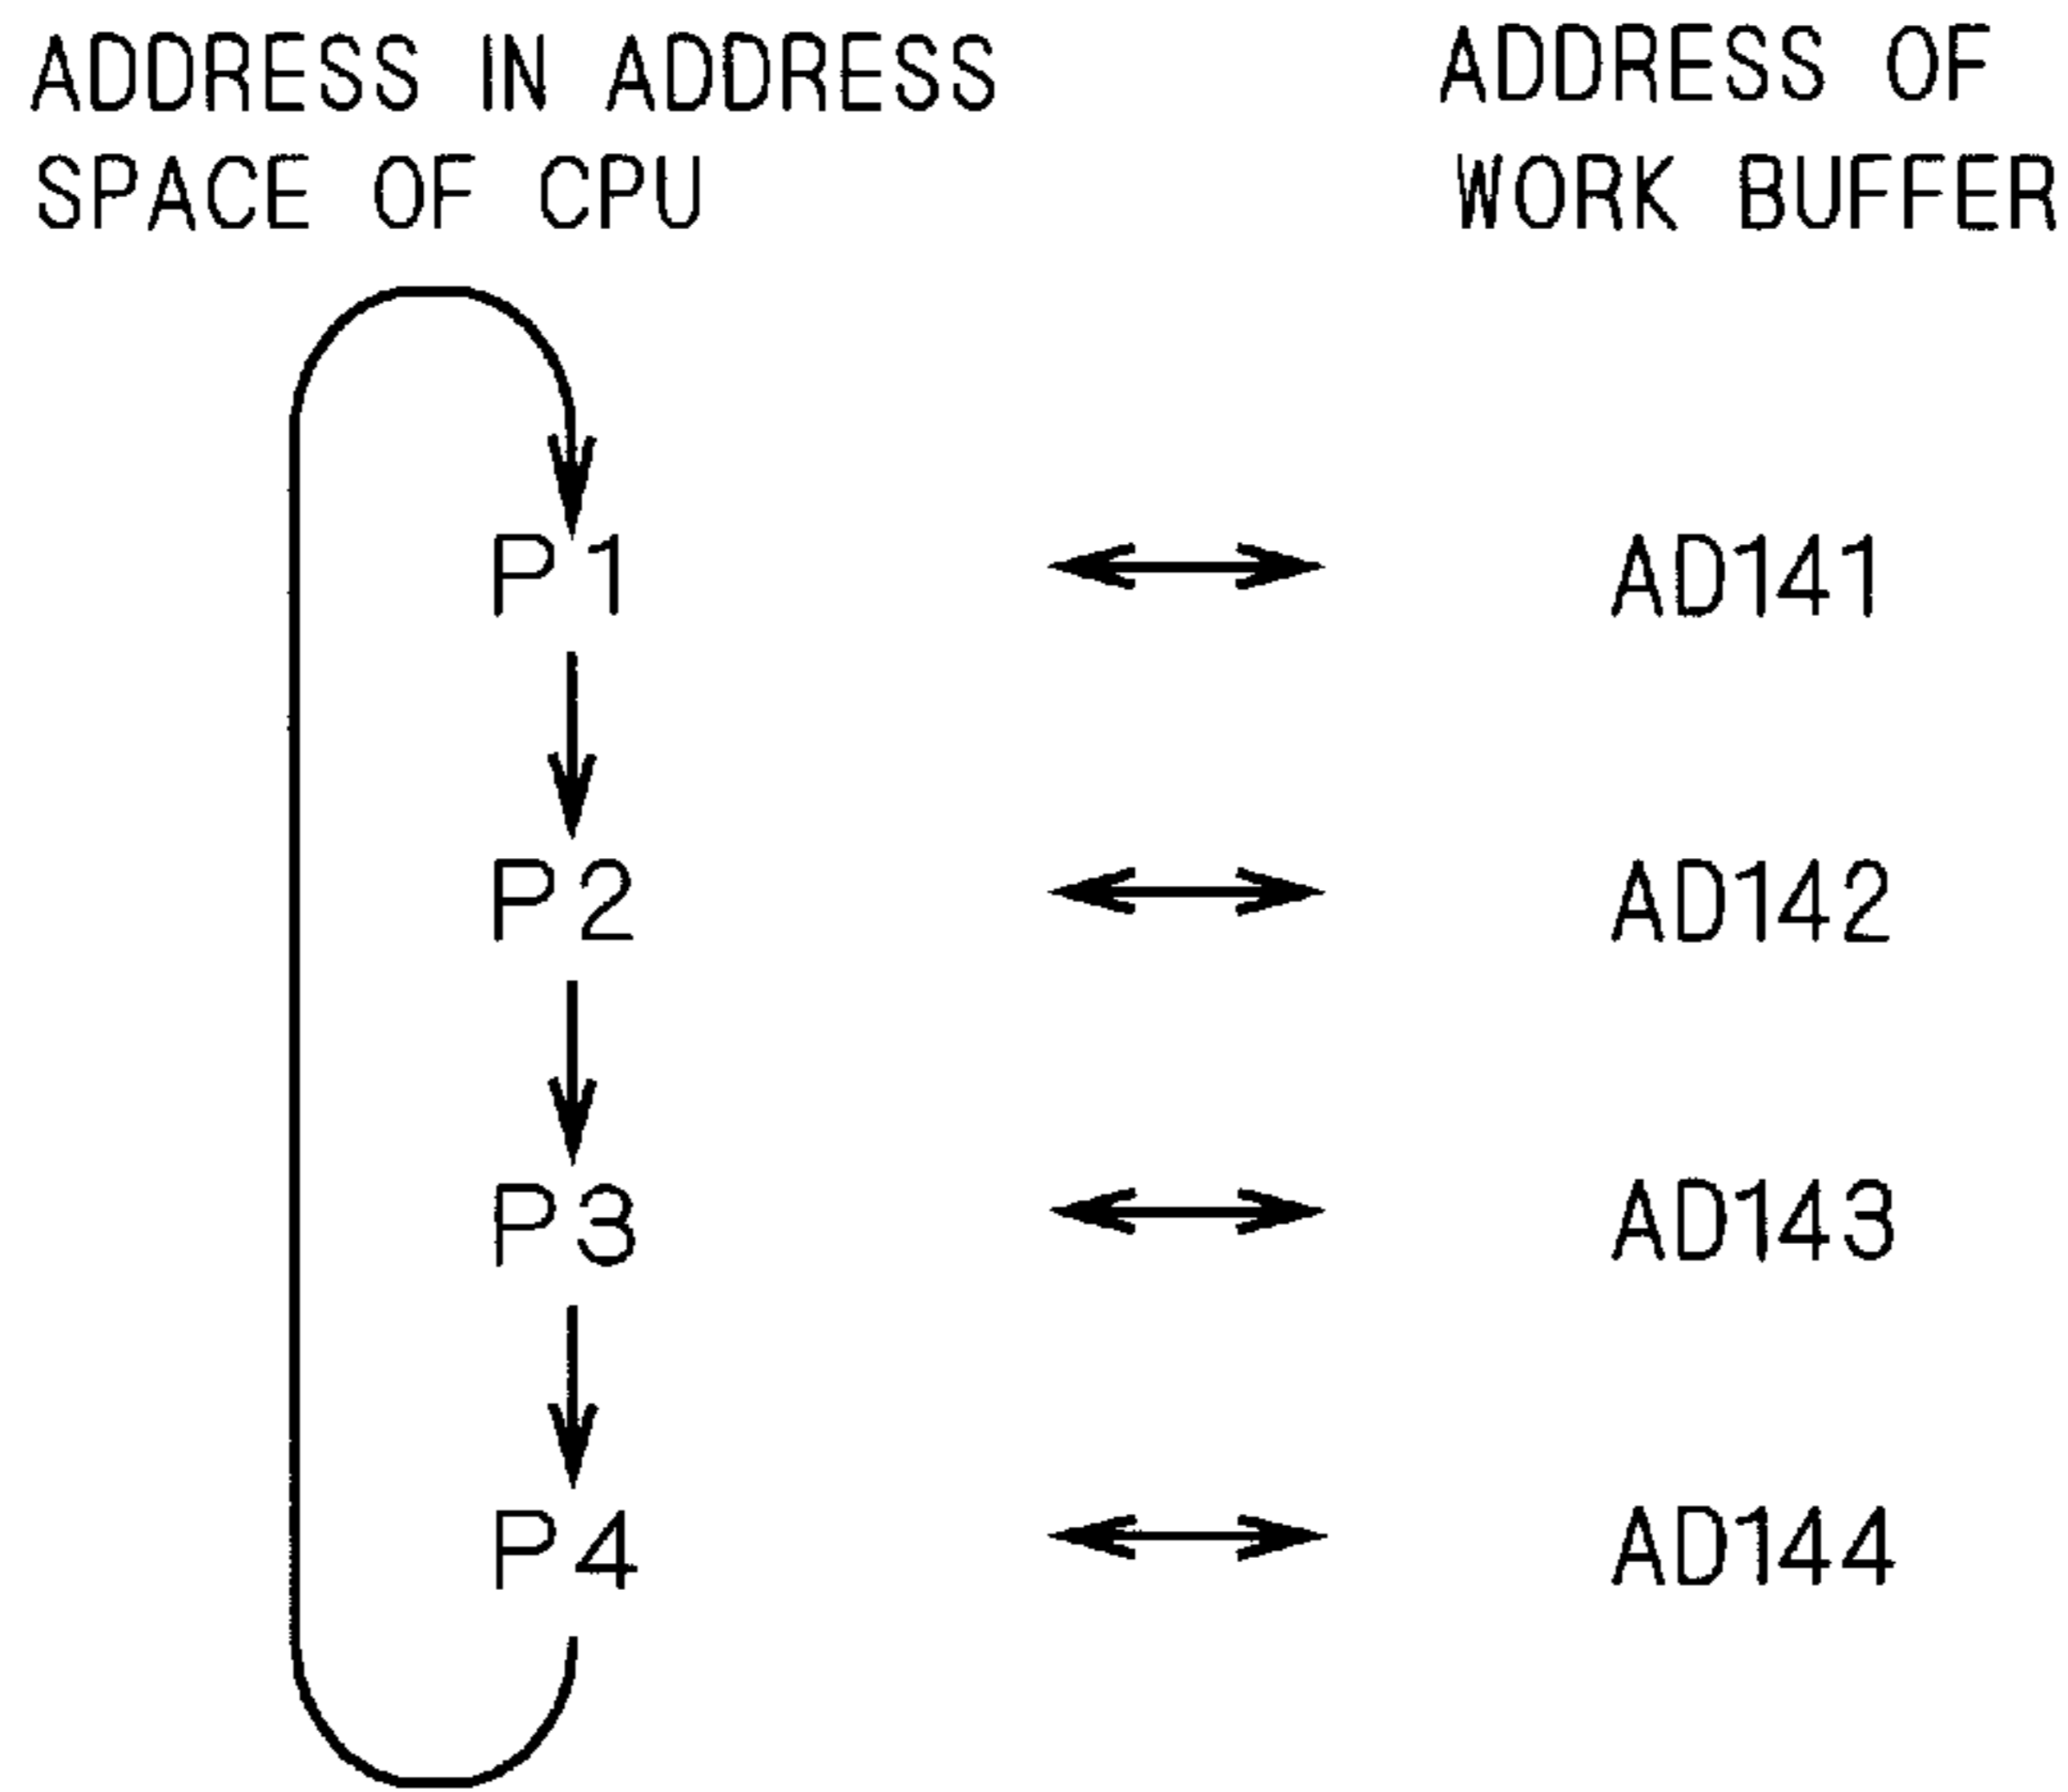 ADDRESS IN ADDRESS
SPACE OF CPU
ADDRESS OF
WORK BUFFER
P1 AD141
P2 AD142
P3 AD143
P4 AD144